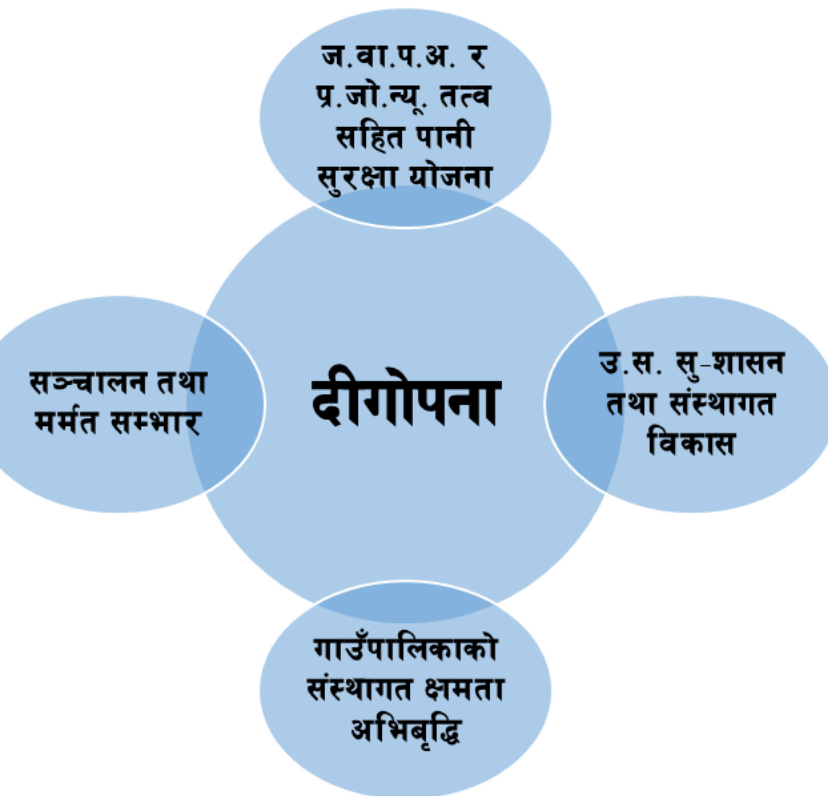 ज.वा.प.अ. र
प्र.जो.न्यू. तत्व
सहित पानी
सुरक्षा योजना
सञ्चालन तथा
मर्मत सम्भार
दीगोपना
उ.स. सु-शासन
तथा संस्थागत
विकास
गाउँपालिकाको
संस्थागत क्षमता
अभिबृद्धि